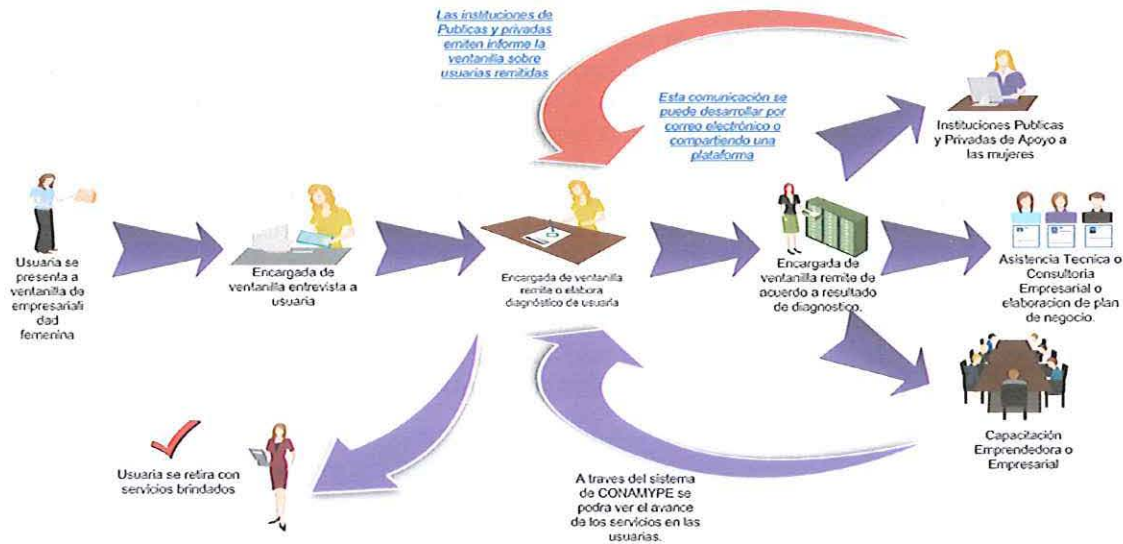 Las instituciones de
Publicas y privadas
emiten informe la
ventanilla sobre
usuarias remitidas
Esta comunicación se
puede desarrollar por
correo electrónico o
compartiendo una
plataforma
Instituciones Publicas
y Privadas de Apoyo a
las mujeres
Usuaria se
presenta a
ventanilla de
empresariali
dad
femenina
Encargada de
ventanilla entrevista a
usuaria
Encargada de ventanilla
remite o elabora
diagnóstico de usuaria
Encargada de
ventanilla remite de
acuerdo a resultado
de diagnostico.
Asistencia Tecnica o
Consultoria
Empresarial o
elaboracion de plan
de negocio.
Capacitación
Emprendedora o
Empresarial
Usuaria se retira con
servicios brindados
A traves del sistema
de CONAMYPE se
podra ver el avance
de los servicios en las
usuarias.